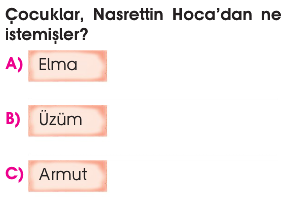 Çocuklar, Nasrettin Hoca’dan ne
istemişler?
A) Elma
B) Üzüm
C) Armut